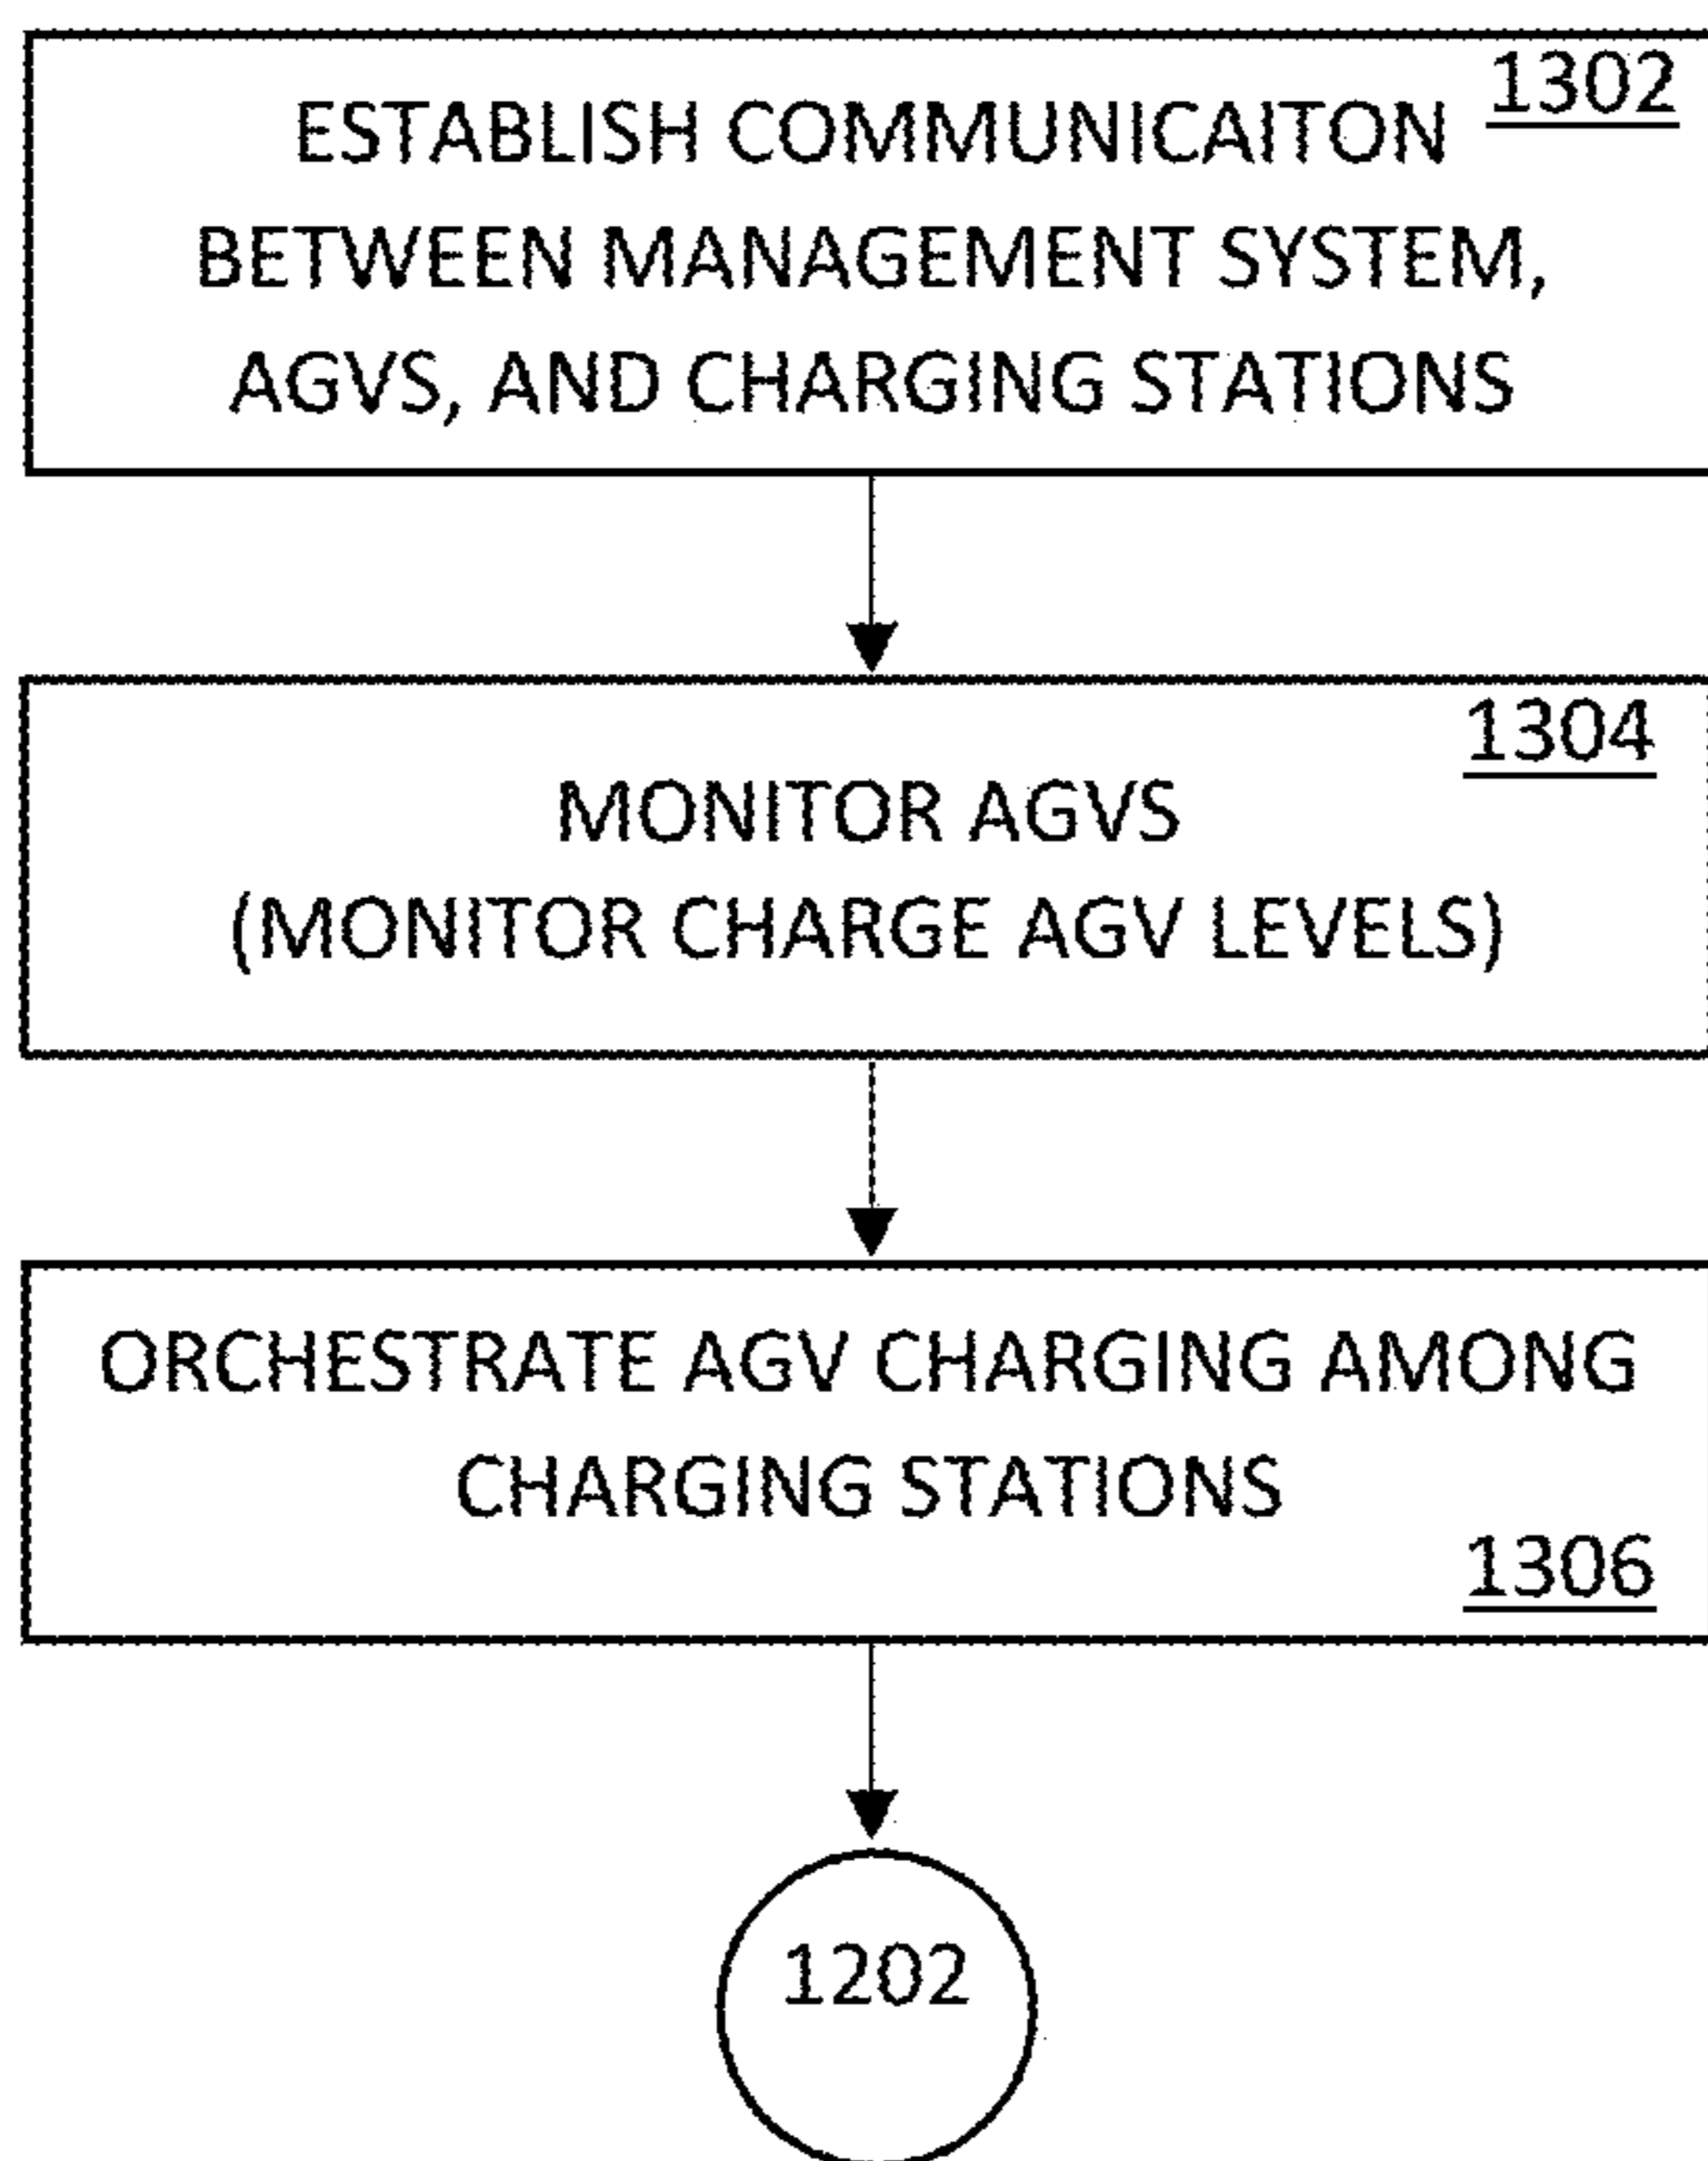 1302
ESTABLISH COMMUNICAITON
BETWEEN MANAGEMENT SYSTEM,
AGVS, AND CHARGING STATIONS
1304
MONITOR AGVS
(MONITOR CHARGE AGV LEVELS)
ORCHESTRATE AGV CHARGING AMONG
CHARGING STATIONS
1306
1202